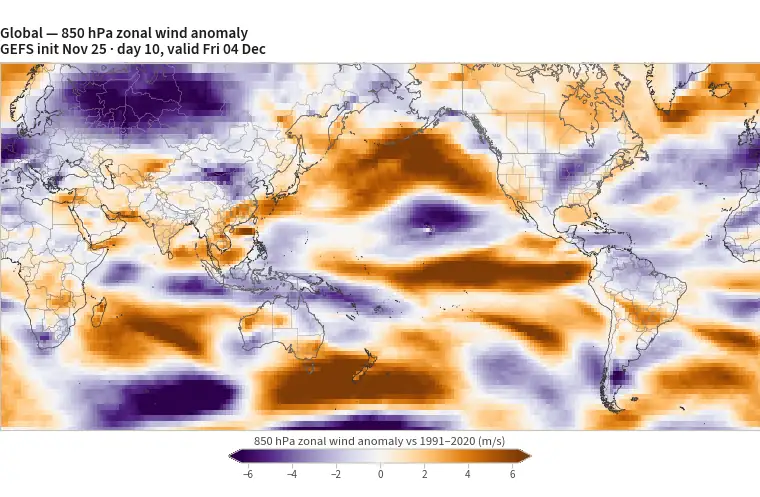 Global — 850 hPa zonal wind anomaly
GEFS init Nov 25 · day 10, valid Fri 04 Dec
850 hPa zonal wind anomaly vs 1991–2020 (m/s)
−6 −4 −2 0 2 4 6